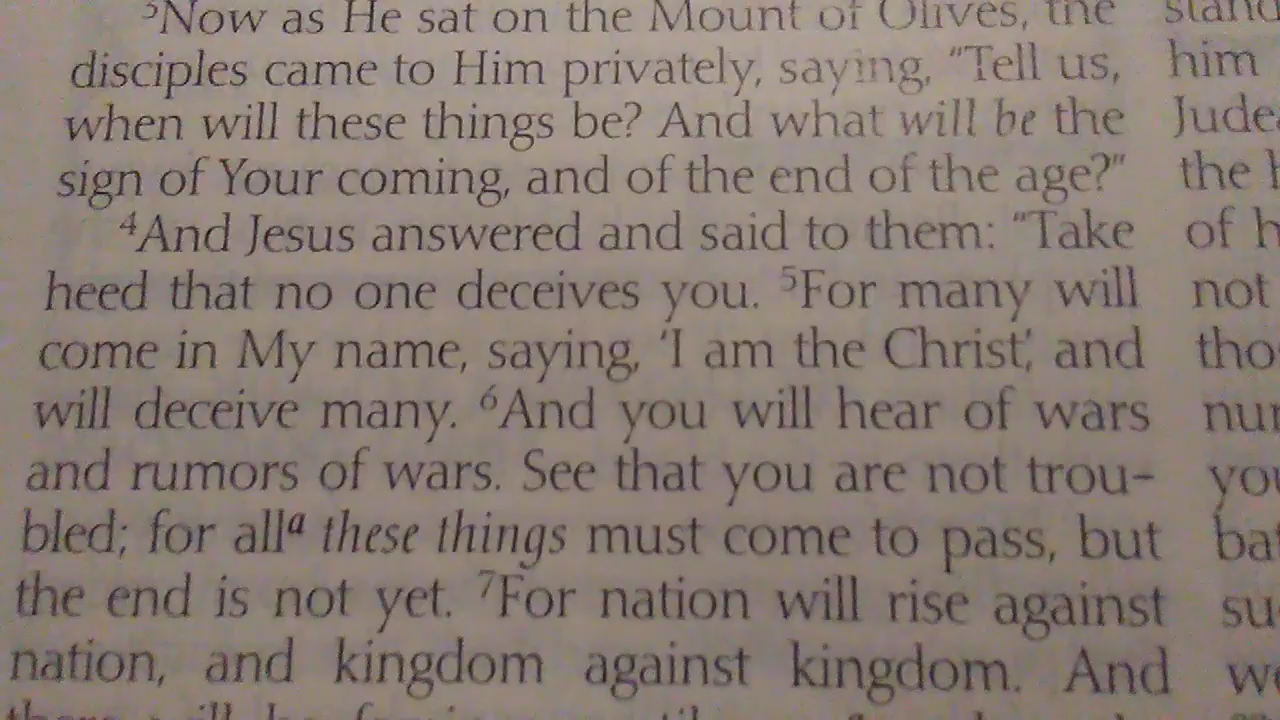 ³Now as He sat on the Mount of Olives, the
disciples came to Him privately, saying, "Tell us,
when will these things be? And what will be the
sign of Your coming, and of the end of the age?"
⁴And Jesus answered and said to them: "Take
heed that no one deceives you. ⁵For many will
come in My name, saying, 'I am the Christ,' and
will deceive many. ⁶And you will hear of wars
and rumors of wars. See that you are not trou-
bled; for allᵃ these things must come to pass, but
the end is not yet. ⁷For nation will rise against
nation, and kingdom against kingdom. And
him
the
of
not